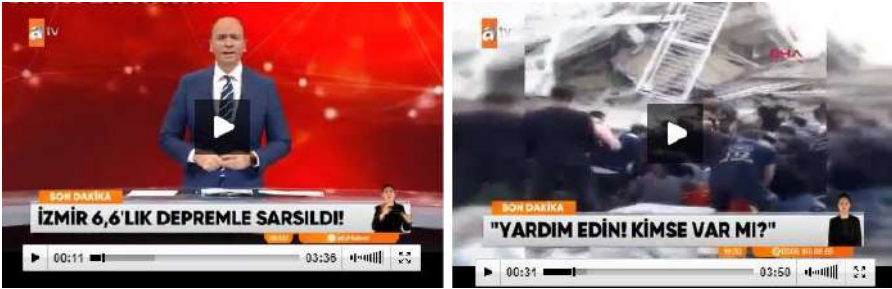 atv
SON DAKİKA
İZMİR 6,6'LIK DEPREMLE SARSILDI!
00:11
03:36
atv
DHA
SON DAKİKA
"YARDIM EDİN! KİMSE VAR MI?"
00:31
03:50